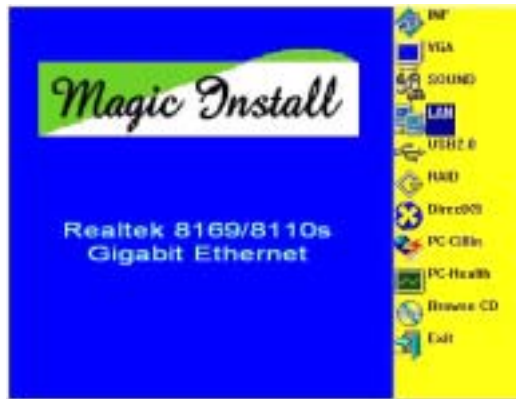 Magic Install
Realtek 8169/8110s
Gigabit Ethernet
INF
VGA
SOUND
LAN
USB2.0
RAID
DirectX9
PC-Cillin
PC-Health
Browse CD
Exit